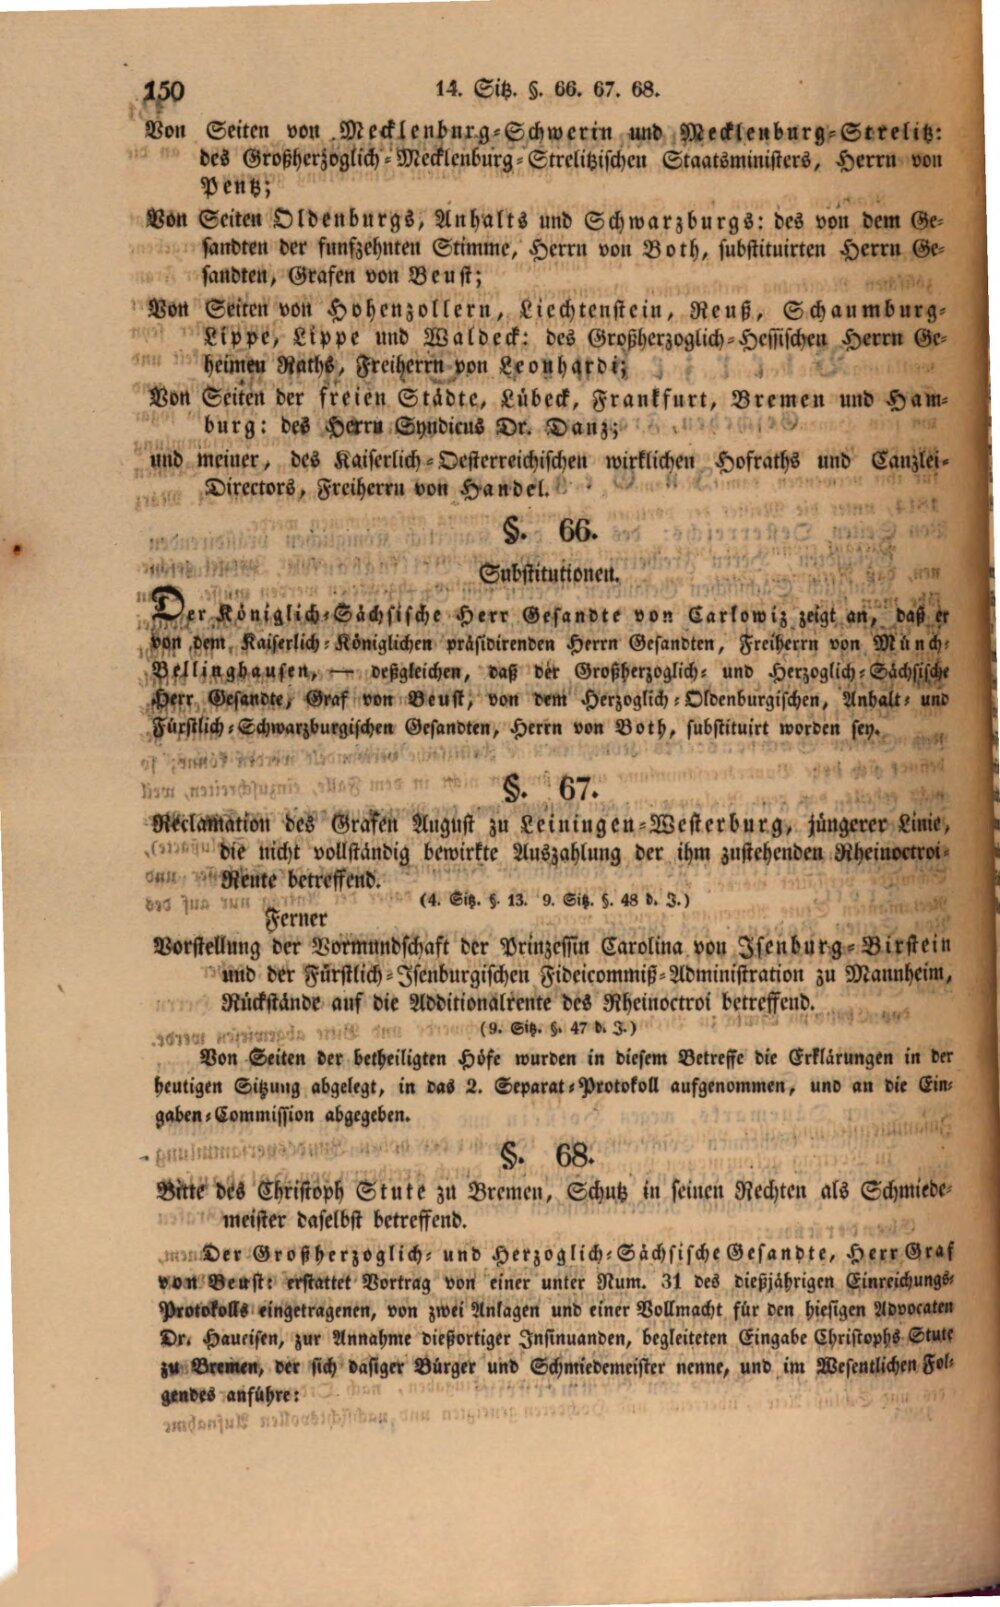 150
14. Sitz. §. 66. 67. 68.
Von Seiten von Mecklenburg-Schwerin und Mecklenburg-Strelitz:
des Großherzoglich-Mecklenburg-Strelitzischen Staatsministers, Herrn von
Pentz;
Von Seiten Oldenburgs, Anhalts und Schwarzburgs: des von dem Ge-
sandten der funfzehnten Stimme, Herrn von Both, substituirten Herrn Ge-
sandten, Grafen von Beust;
Von Seiten von Hohenzollern, Liechtenstein, Reuß, Schaumburg-
Lippe, Lippe und Waldeck: des Großherzoglich-Hessischen Herrn Ge-
heimen Raths, Freiherrn von Leonhardi;
Von Seiten der freien Städte, Lübeck, Frankfurt, Bremen und Ham-
burg: des Herrn Syndicus Dr. Danz;
und meiner, des Kaiserlich-Oesterreichischen wirklichen Hofraths und Canzlei-
Directors, Freiherrn von Handel.
§. 66.
Substitutionen.
Der Königlich-Sächsische Herr Gesandte von Carlowiz zeigt an, daß er
von dem Kaiserlich-Königlichen präsidirenden Herrn Gesandten, Freiherrn von Münch-
Bellinghausen, — deßgleichen, daß der Großherzoglich- und Herzoglich-Sächsische
Herr Gesandte, Graf von Beust, von dem Herzoglich-Oldenburgischen, Anhalt- und
Fürstlich-Schwarzburgischen Gesandten, Herrn von Both, substituirt worden sey.
§. 67.
Reclamation des Grafen August zu Leiningen-Westerburg, jüngerer Linie,
die nicht vollständig bewirkte Auszahlung der ihm zustehenden Rheinoctroi-
Rente betreffend.
(4. Sitz. §. 13. 9. Sitz. §. 48 d. J.)
Ferner
Vorstellung der Vormundschaft der Prinzessin Carolina von Isenburg-Birstein
und der Fürstlich-Isenburgischen Fideicommiß-Administration zu Mannheim,
Rückstände auf die Additionalrente des Rheinoctroi betreffend.
(9. Sitz. §. 47 d. J.)
Von Seiten der betheiligten Höfe wurden in diesem Betreffe die Erklärungen in der
heutigen Sitzung abgelegt, in das 2. Separat-Protokoll aufgenommen, und an die Ein-
gaben-Commission abgegeben.
§. 68.
Bitte des Christoph Stute zu Bremen, Schutz in seinen Rechten als Schmiede-
meister daselbst betreffend.
Der Großherzoglich- und Herzoglich-Sächsische Gesandte, Herr Graf
von Beust: erstattet Vortrag von einer unter Num. 31 des dießjährigen Einreichungs-
Protokolls eingetragenen, von zwei Anlagen und einer Vollmacht für den hiesigen Advocaten
Dr. Haueisen, zur Annahme dießortiger Insinuanden, begleiteten Eingabe Christophs Stute
zu Bremen, der sich dasiger Bürger und Schmiedemeister nenne, und im Wesentlichen Fol-
gendes anführe: